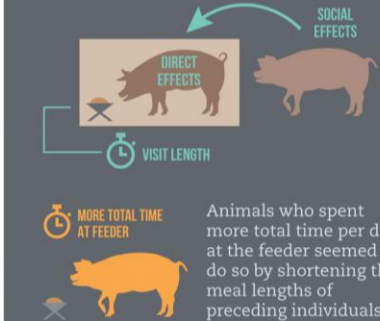 SOCIAL
EFFECTS
DIRECT
EFFECTS
VISIT LENGTH
MORE TOTAL TIME
AT FEEDER
Animals who spent
more total time per
at the feeder seemed
do so by shortening
meal lengths of
preceding individuals